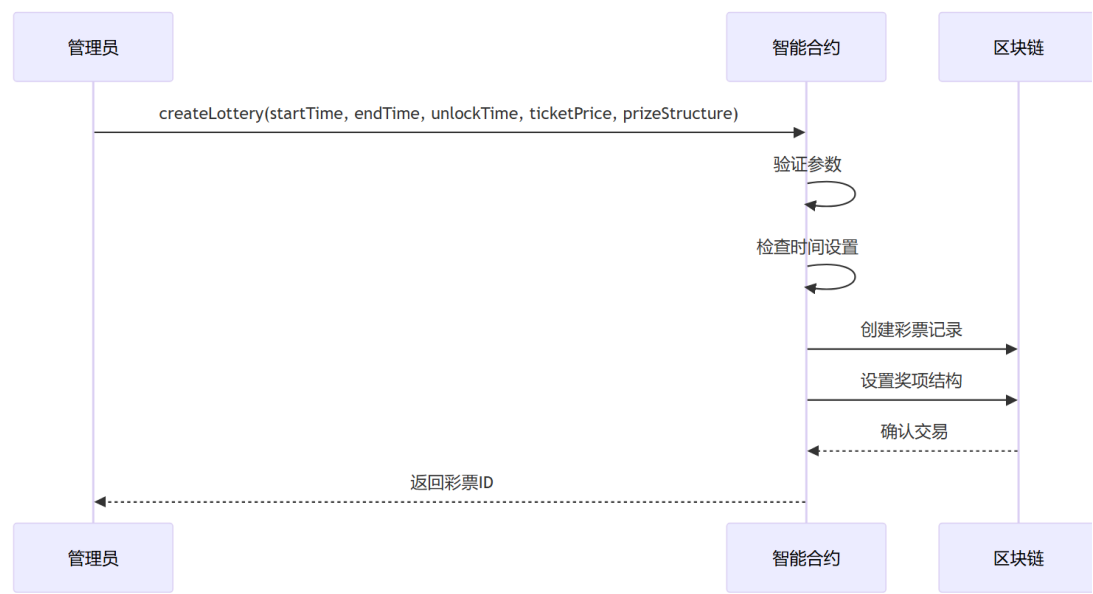 管理员
智能合约
区块链
createLottery(startTime, endTime, unlockTime, ticketPrice, prizeStructure)
验证参数
检查时间设置
创建彩票记录
设置奖项结构
确认交易
返回彩票ID
管理员
智能合约
区块链